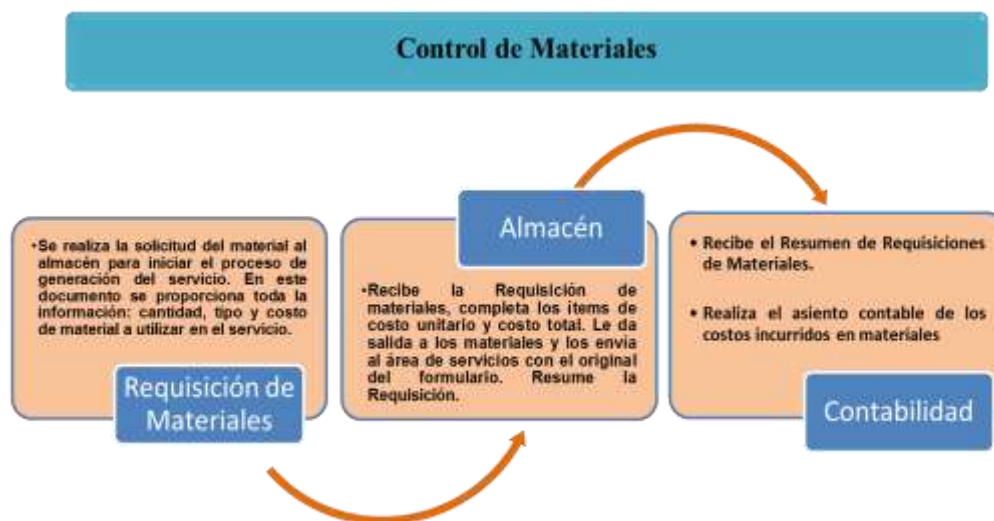 Control de Materiales
•Se realiza la solicitud del material al
almacén para iniciar el proceso de
generación del servicio. En este
documento se proporciona toda la
información: cantidad, tipo y costo
de material a utilizar en el servicio.
Requisición de
Materiales
Almacén
•Recibe la Requisición de
materiales, completa los ítems de
costo unitario y costo total. Le da
salida a los materiales y los envía
al área de servicios con el original
del formulario. Resume la
Requisición.
• Recibe el Resumen de Requisiciones
de Materiales.
• Realiza el asiento contable de los
costos incurridos en materiales
Contabilidad